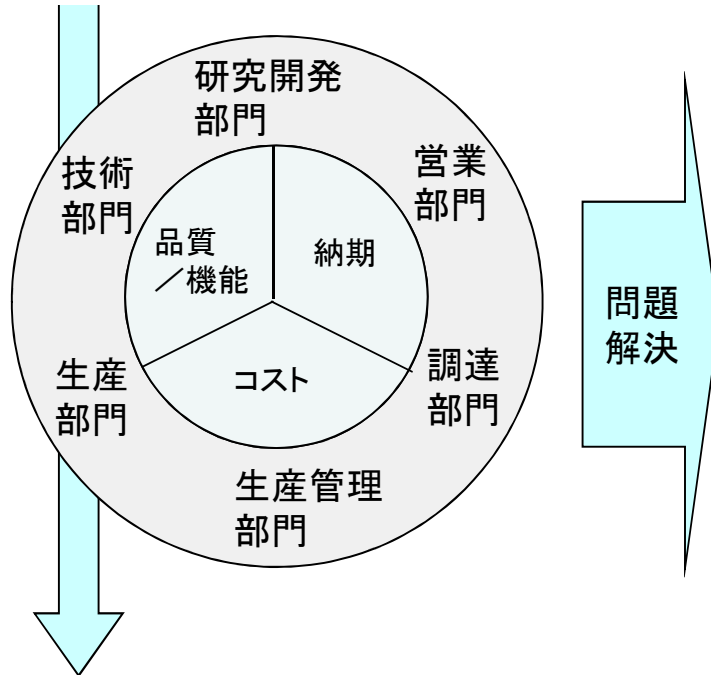 研究開発
部門
営業
部門
技術
部門
品質
／機能
納期
問題
解決
生産
部門
コスト
調達
部門
生産管理
部門